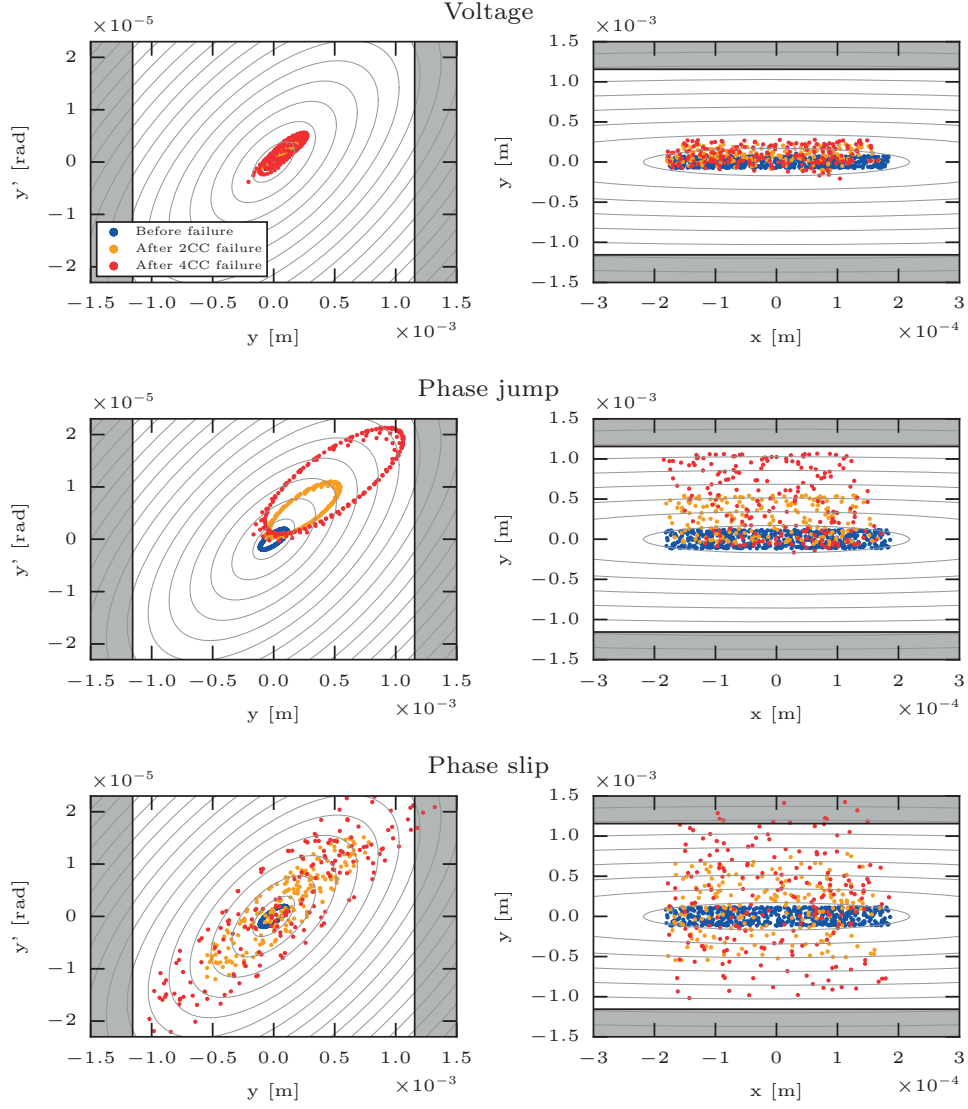 Voltage
×10⁻⁵
2
1
0
−1
−2
y' [rad]
Before failure
After 2CC failure
After 4CC failure
−1.5 −1.0 −0.5 0.0 0.5 1.0 1.5
×10⁻³
y [m]
×10⁻³
1.5
1.0
0.5
0.0
−0.5
−1.0
−1.5
y [m]
−3 −2 −1 0 1 2 3
×10⁻⁴
x [m]
Phase jump
×10⁻⁵
2
1
0
−1
−2
y' [rad]
−1.5 −1.0 −0.5 0.0 0.5 1.0 1.5
×10⁻³
y [m]
×10⁻³
1.5
1.0
0.5
0.0
−0.5
−1.0
−1.5
y [m]
−3 −2 −1 0 1 2 3
×10⁻⁴
x [m]
Phase slip
×10⁻⁵
2
1
0
−1
−2
y' [rad]
−1.5 −1.0 −0.5 0.0 0.5 1.0 1.5
×10⁻³
y [m]
×10⁻³
1.5
1.0
0.5
0.0
−0.5
−1.0
−1.5
y [m]
−3 −2 −1 0 1 2 3
×10⁻⁴
x [m]